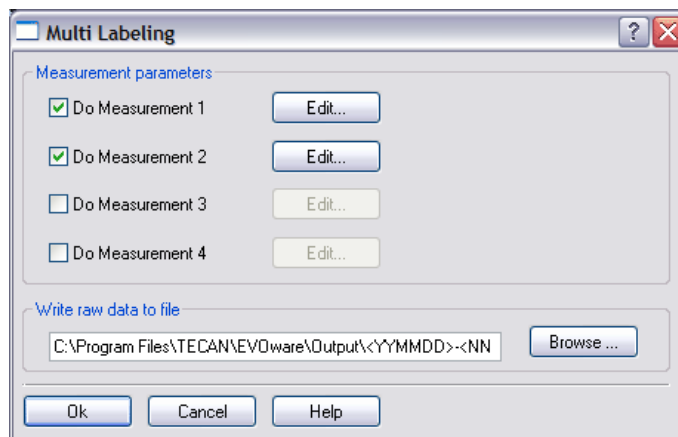 Multi Labeling
Measurement parameters
Do Measurement 1 Edit...
Do Measurement 2 Edit...
Do Measurement 3 Edit...
Do Measurement 4 Edit...
Write raw data to file
C:\Program Files\TECAN\EVOware\Output\<YYMMDD>-<NN Browse ...
Ok Cancel Help